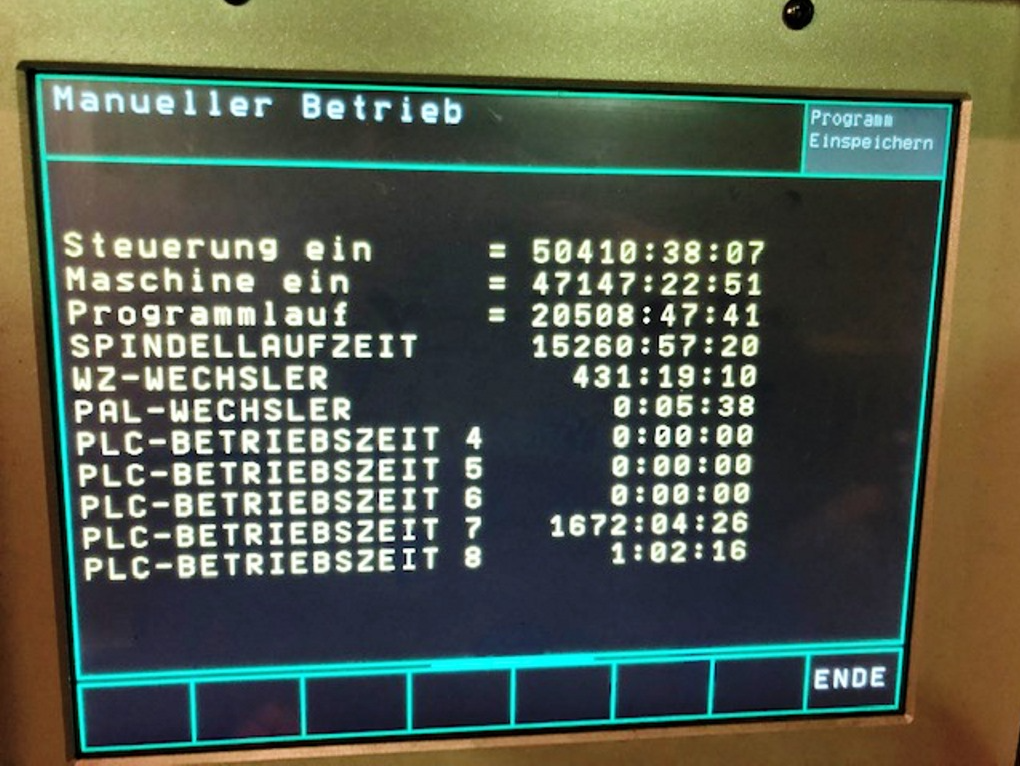 Manueller Betrieb
Programm
Einspeichern
Steuerung ein = 50410:38:07
Maschine ein = 47147:22:51
Programmlauf = 20508:47:41
SPINDELLAUFZEIT 15260:57:20
WZ-WECHSLER 431:19:10
PAL-WECHSLER 0:05:38
PLC-BETRIEBSZEIT 4 0:00:00
PLC-BETRIEBSZEIT 5 0:00:00
PLC-BETRIEBSZEIT 6 0:00:00
PLC-BETRIEBSZEIT 7 1672:04:26
PLC-BETRIEBSZEIT 8 1:02:16
ENDE